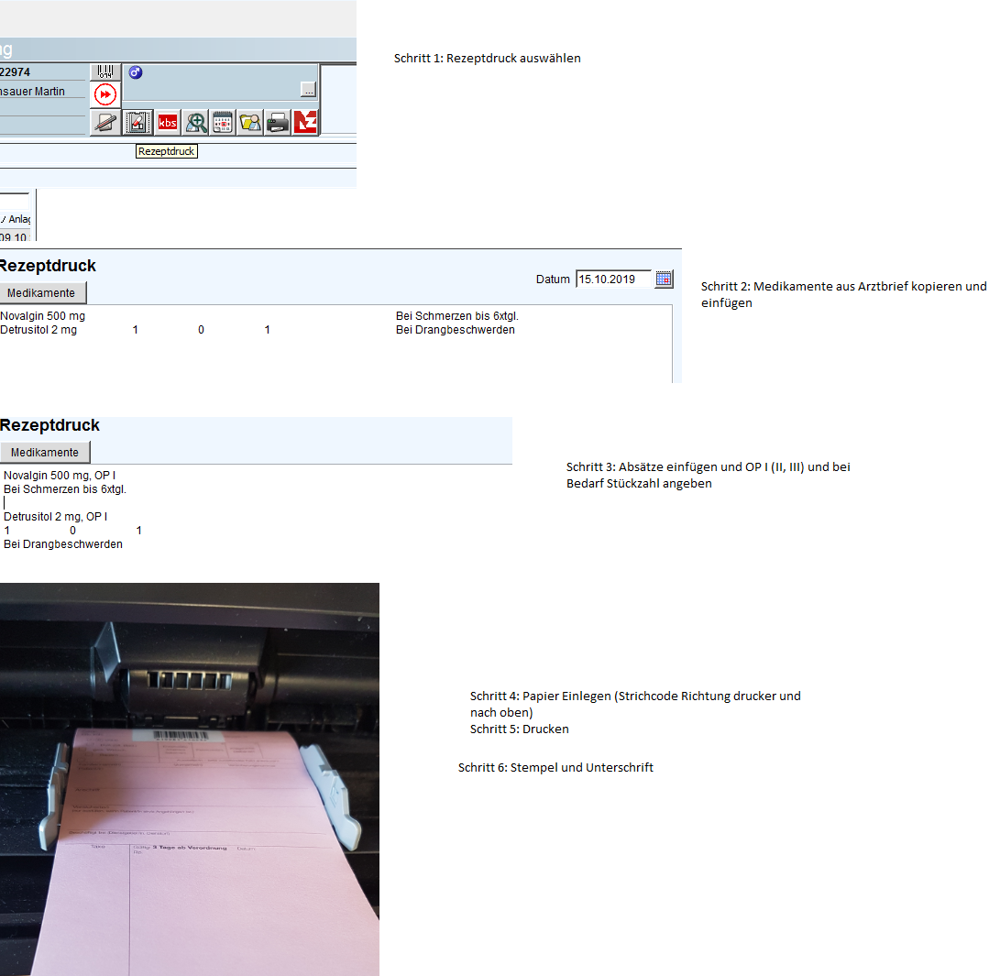 ng
Schritt 1: Rezeptdruck auswählen
22974
nsauer Martin
...
kbs
Rezeptdruck
/ Anlag
09.10
Rezeptdruck
Datum 15.10.2019
Schritt 2: Medikamente aus Arztbrief kopieren und
einfügen
Medikamente
Novalgin 500 mg Bei Schmerzen bis 6xtgl.
Detrusitol 2 mg 1 0 1 Bei Drangbeschwerden
Rezeptdruck
Medikamente
Schritt 3: Absätze einfügen und OP I (II, III) und bei
Bedarf Stückzahl angeben
Novalgin 500 mg, OP I
Bei Schmerzen bis 6xtgl.
Detrusitol 2 mg, OP I
1 0 1
Bei Drangbeschwerden
Schritt 4: Papier Einlegen (Strichcode Richtung drucker und
nach oben)
Schritt 5: Drucken
Schritt 6: Stempel und Unterschrift
Taxe
Gültig 3 Tage ab Verordnung Datum
Rp.